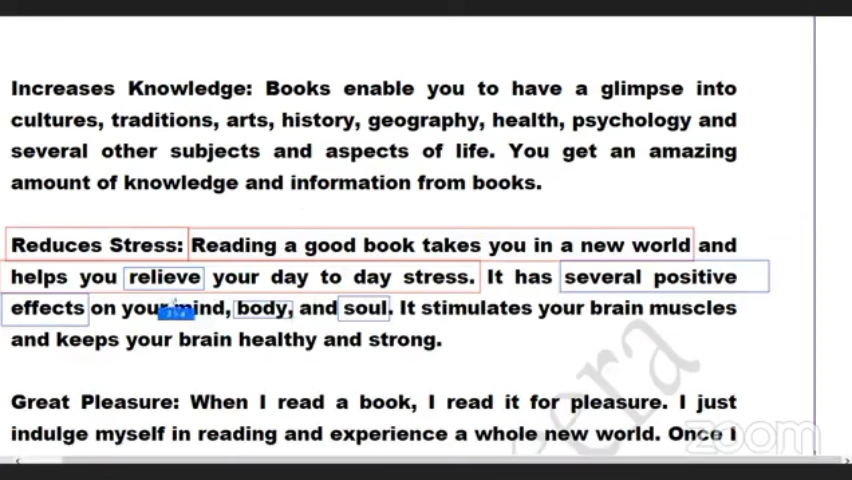 Increases Knowledge: Books enable you to have a glimpse into
cultures, traditions, arts, history, geography, health, psychology and
several other subjects and aspects of life. You get an amazing
amount of knowledge and information from books.
Reduces Stress: Reading a good book takes you in a new world and
helps you relieve your day to day stress. It has several positive
effects on your mind, body, and soul. It stimulates your brain muscles
and keeps your brain healthy and strong.
Great Pleasure: When I read a book, I read it for pleasure. I just
indulge myself in reading and experience a whole new world. Once I
zoom